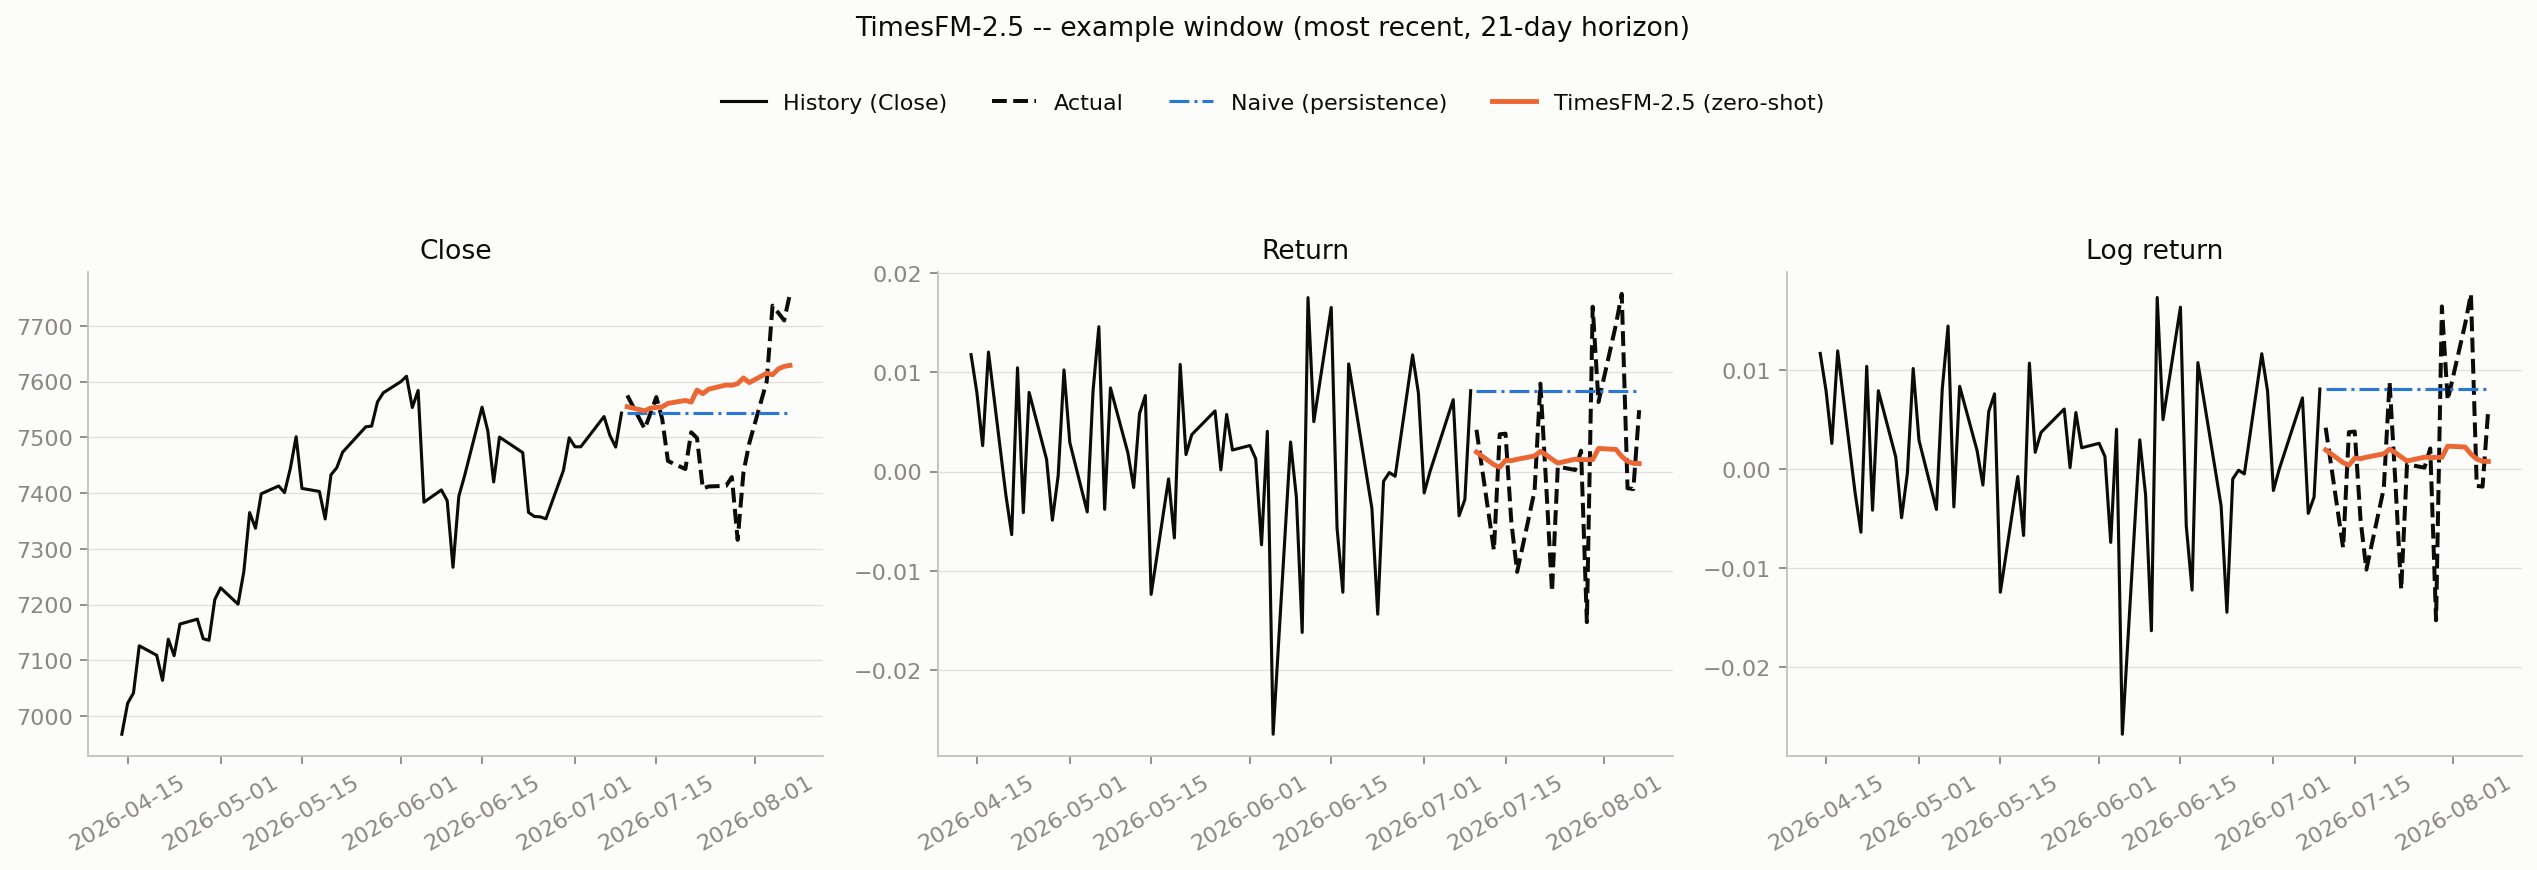 TimesFM-2.5 -- example window (most recent, 21-day horizon)
History (Close) Actual Naive (persistence) TimesFM-2.5 (zero-shot)
Close
7700
7600
7500
7400
7300
7200
7100
7000
2026-04-15 2026-05-01 2026-05-15 2026-06-01 2026-06-15 2026-07-01 2026-07-15 2026-08-01
Return
0.02
0.01
0.00
−0.01
−0.02
2026-04-15 2026-05-01 2026-05-15 2026-06-01 2026-06-15 2026-07-01 2026-07-15 2026-08-01
Log return
0.01
0.00
−0.01
−0.02
2026-04-15 2026-05-01 2026-05-15 2026-06-01 2026-06-15 2026-07-01 2026-07-15 2026-08-01